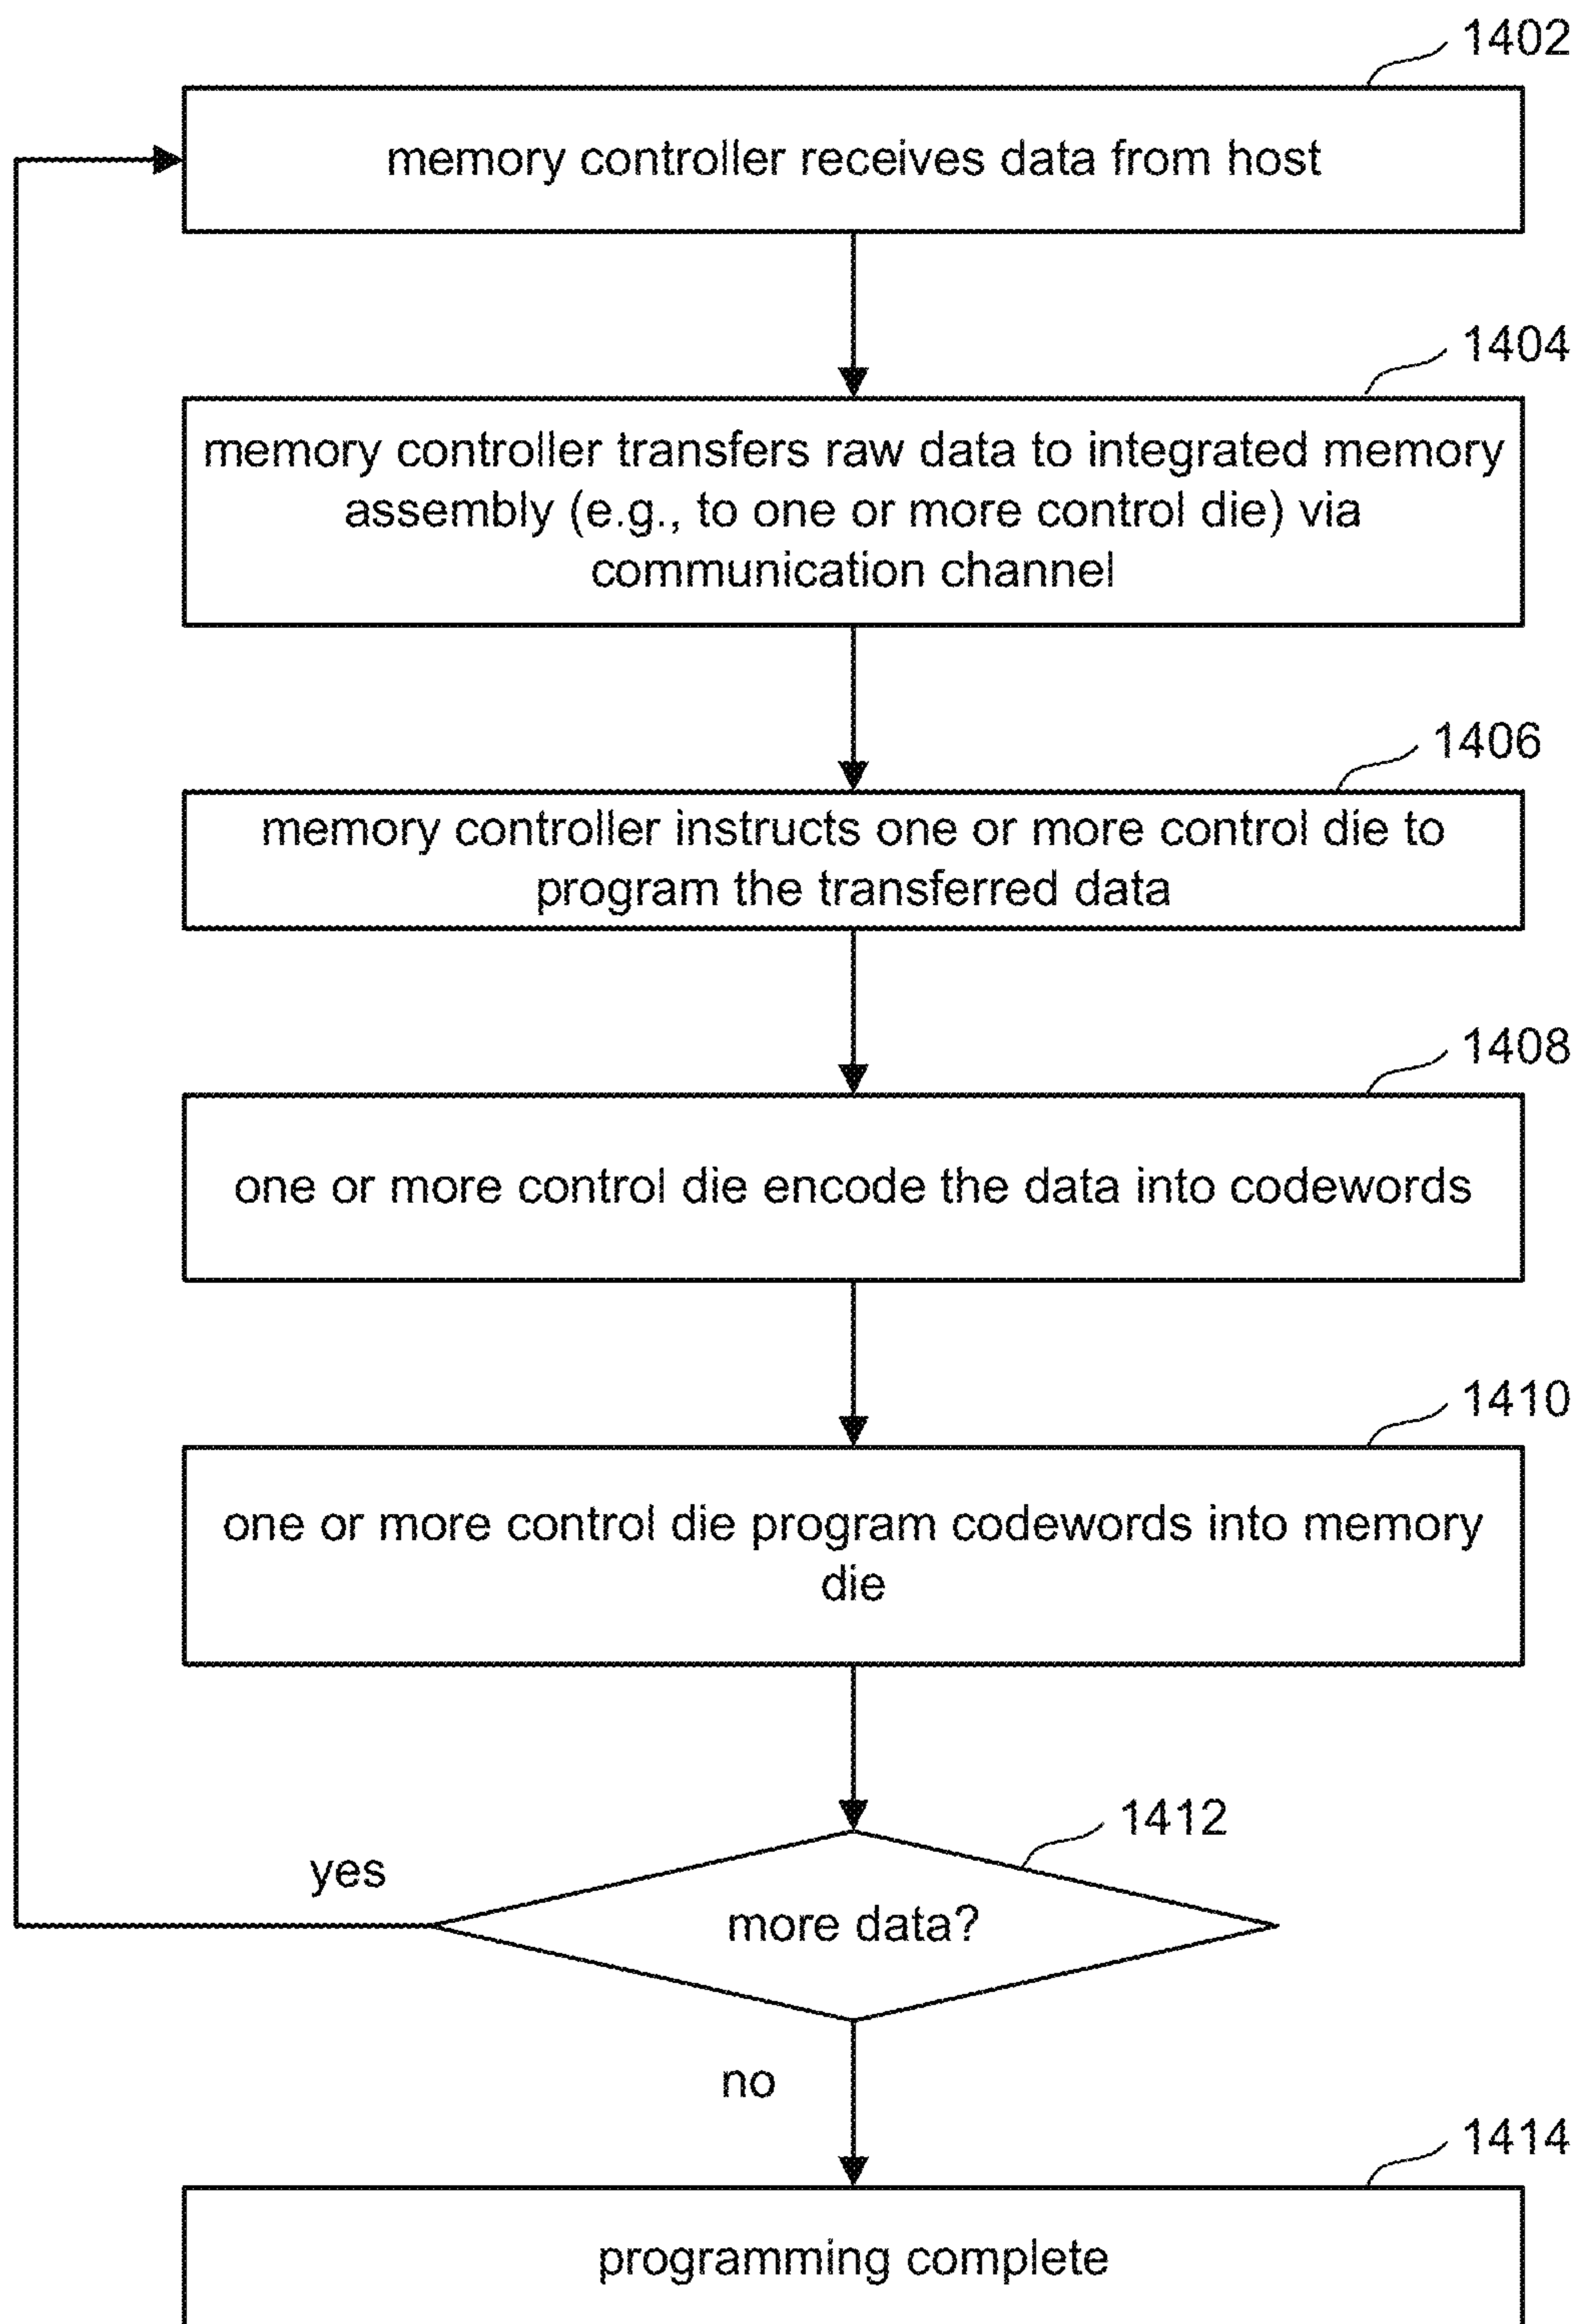 1402
memory controller receives data from host
1404
memory controller transfers raw data to integrated memory
assembly (e.g., to one or more control die) via
communication channel
1406
memory controller instructs one or more control die to
program the transferred data
1408
one or more control die encode the data into codewords
1410
one or more control die program codewords into memory
die
1412
yes
more data?
no
1414
programming complete